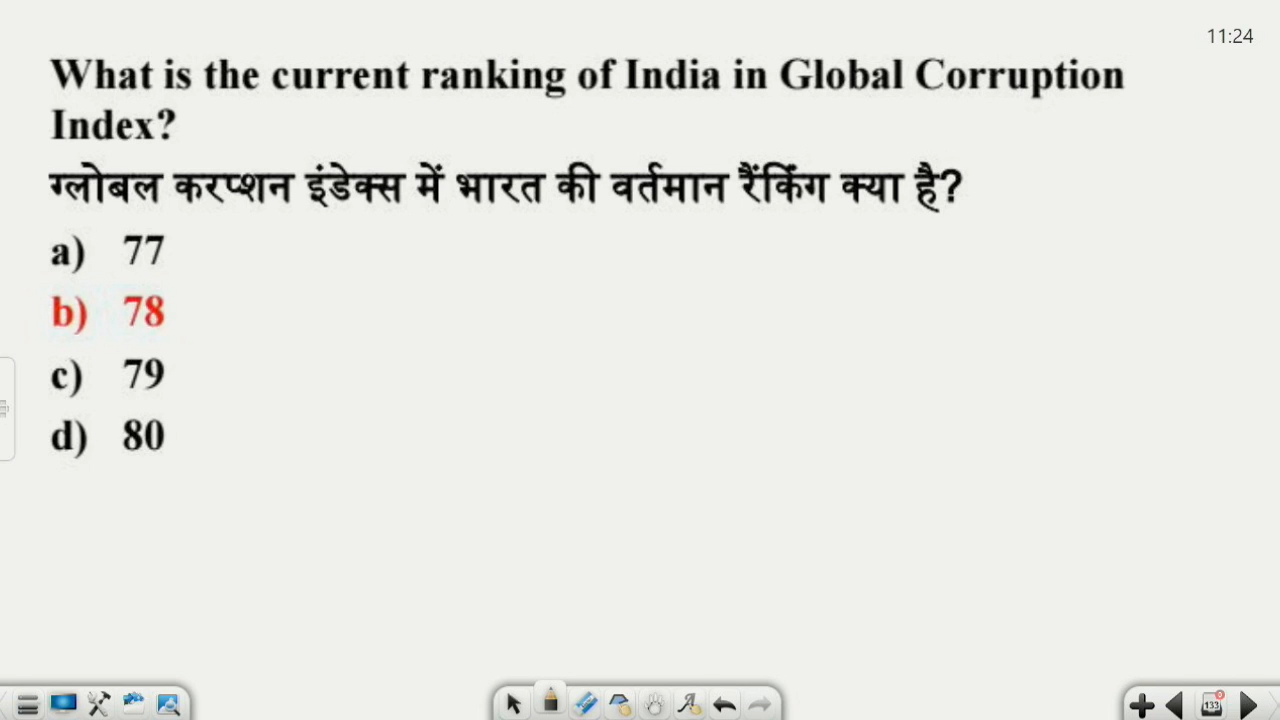 11:24
What is the current ranking of India in Global Corruption
Index?
ग्लोबल करप्शन इंडेक्स में भारत की वर्तमान रैंकिंग क्या है?
a) 77
b) 78
c) 79
d) 80
133